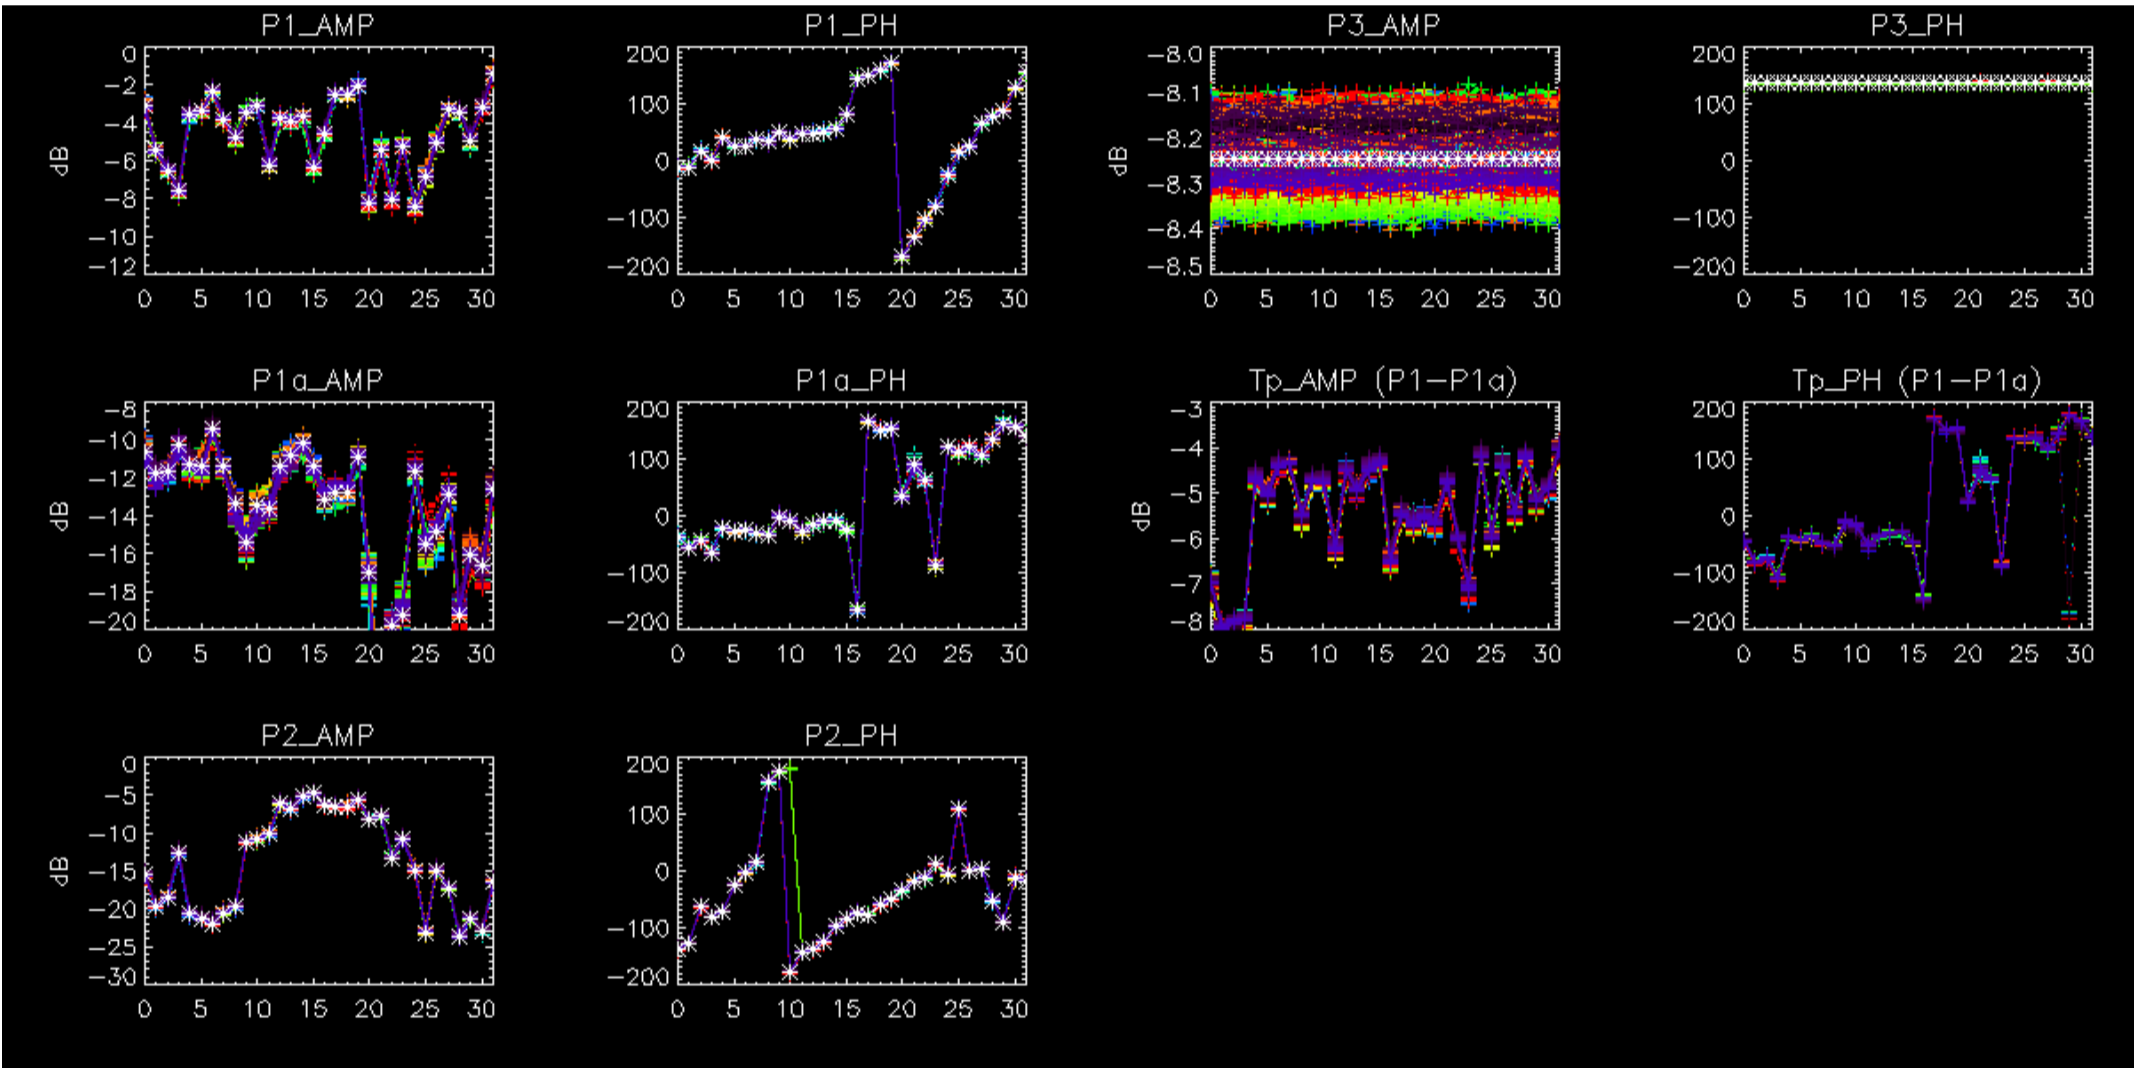 P1_AMP
0
−2
−4
−6
−8
−10
−12
dB
0 5 10 15 20 25 30
P1_PH
200
100
0
−100
−200
0 5 10 15 20 25 30
P3_AMP
−8.0
−8.1
−8.2
−8.3
−8.4
−8.5
dB
0 5 10 15 20 25 30
P3_PH
200
100
0
−100
−200
0 5 10 15 20 25 30
P1a_AMP
−8
−10
−12
−14
−16
−18
−20
dB
0 5 10 15 20 25 30
P1a_PH
200
100
0
−100
−200
0 5 10 15 20 25 30
Tp_AMP (P1−P1a)
−3
−4
−5
−6
−7
−8
dB
0 5 10 15 20 25 30
Tp_PH (P1−P1a)
200
100
0
−100
−200
0 5 10 15 20 25 30
P2_AMP
0
−5
−10
−15
−20
−25
−30
dB
0 5 10 15 20 25 30
P2_PH
200
100
0
−100
−200
0 5 10 15 20 25 30